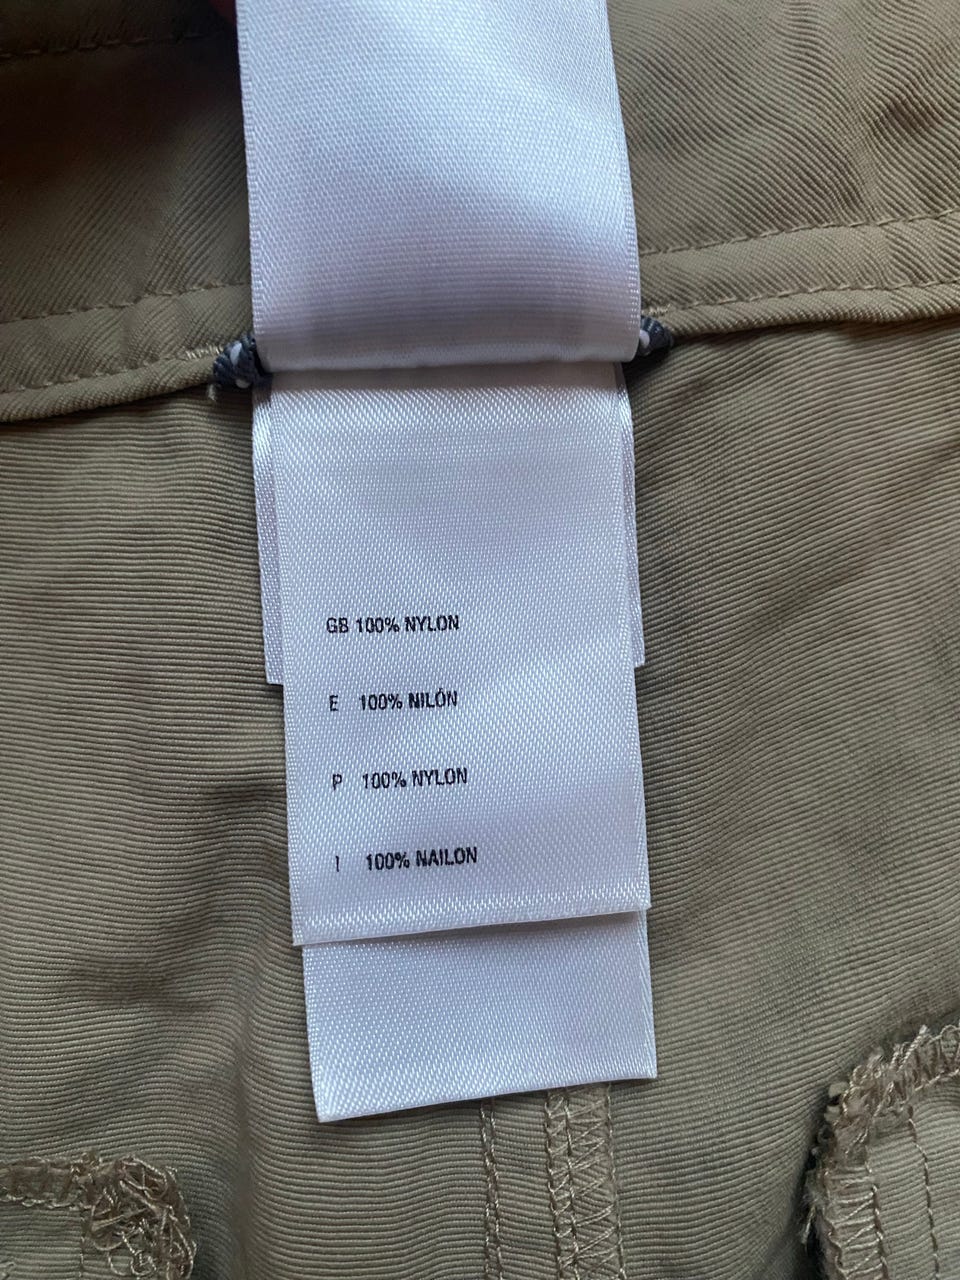 GB 100% NYLON
E 100% NILÓN
P 100% NYLON
I 100% NAILON